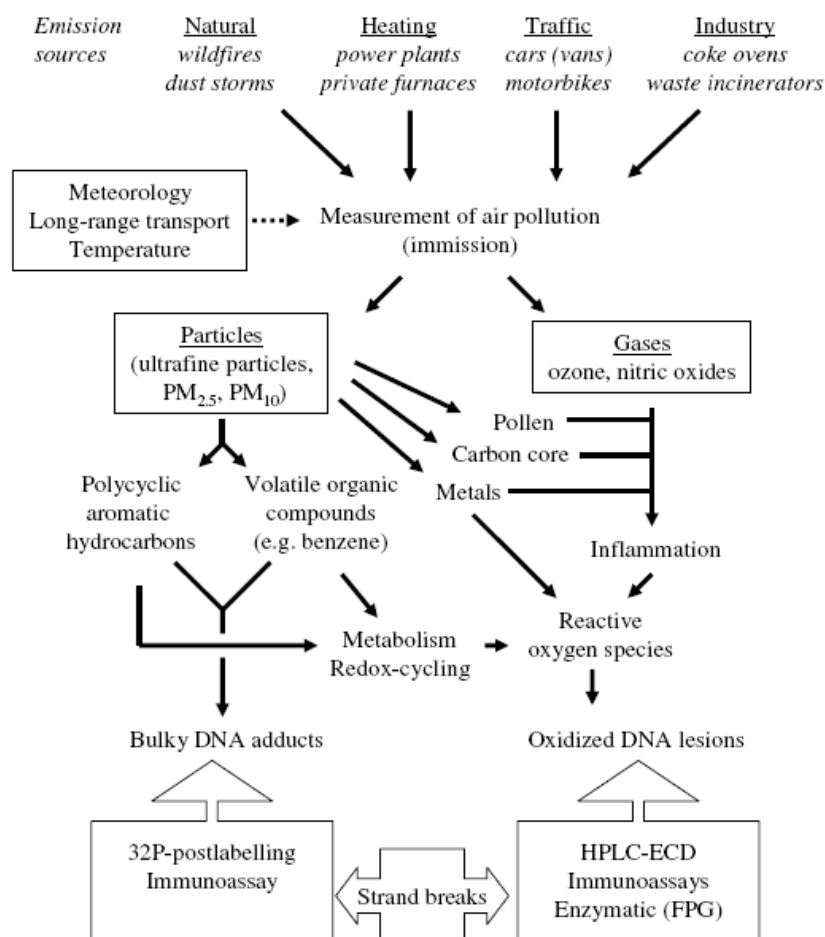 Emission
sources
Natural
wildfires
dust storms
Heating
power plants
private furnaces
Traffic
cars (vans)
motorbikes
Industry
coke ovens
waste incinerators
Meteorology
Long-range transport
Temperature
Measurement of air pollution
(immission)
Particles
(ultrafine particles,
PM2.5, PM10)
Gases
ozone, nitric oxides
Pollen
Carbon core
Metals
Polycyclic
aromatic
hydrocarbons
Volatile organic
compounds
(e.g. benzene)
Inflammation
Metabolism
Redox-cycling
Reactive
oxygen species
Bulky DNA adducts
Oxidized DNA lesions
32P-postlabelling
Immunoassay
Strand breaks
HPLC-ECD
Immunoassays
Enzymatic (FPG)